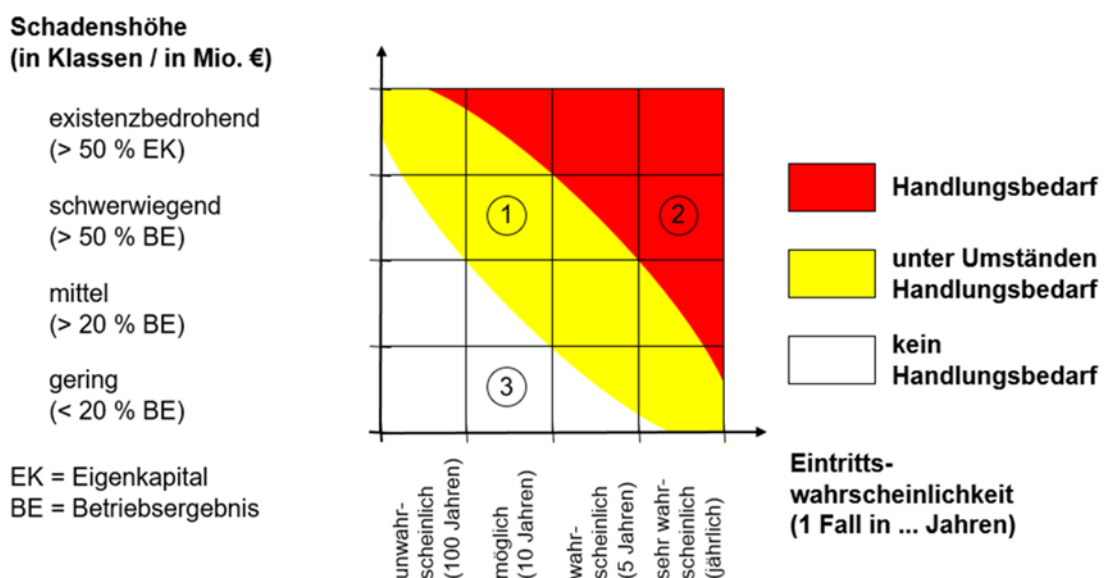 Schadenshöhe
(in Klassen / in Mio. €)
existenzbedrohend
(> 50 % EK)
schwerwiegend
(> 50 % BE)
mittel
(> 20 % BE)
gering
(< 20 % BE)
EK = Eigenkapital
BE = Betriebsergebnis
1
2
3
unwahr-
scheinlich
(100 Jahren)
möglich
(10 Jahren)
wahr-
scheinlich
(5 Jahren)
sehr wahr-
scheinlich
(jährlich)
Handlungsbedarf
unter Umständen
Handlungsbedarf
kein
Handlungsbedarf
Eintritts-
wahrscheinlichkeit
(1 Fall in ... Jahren)